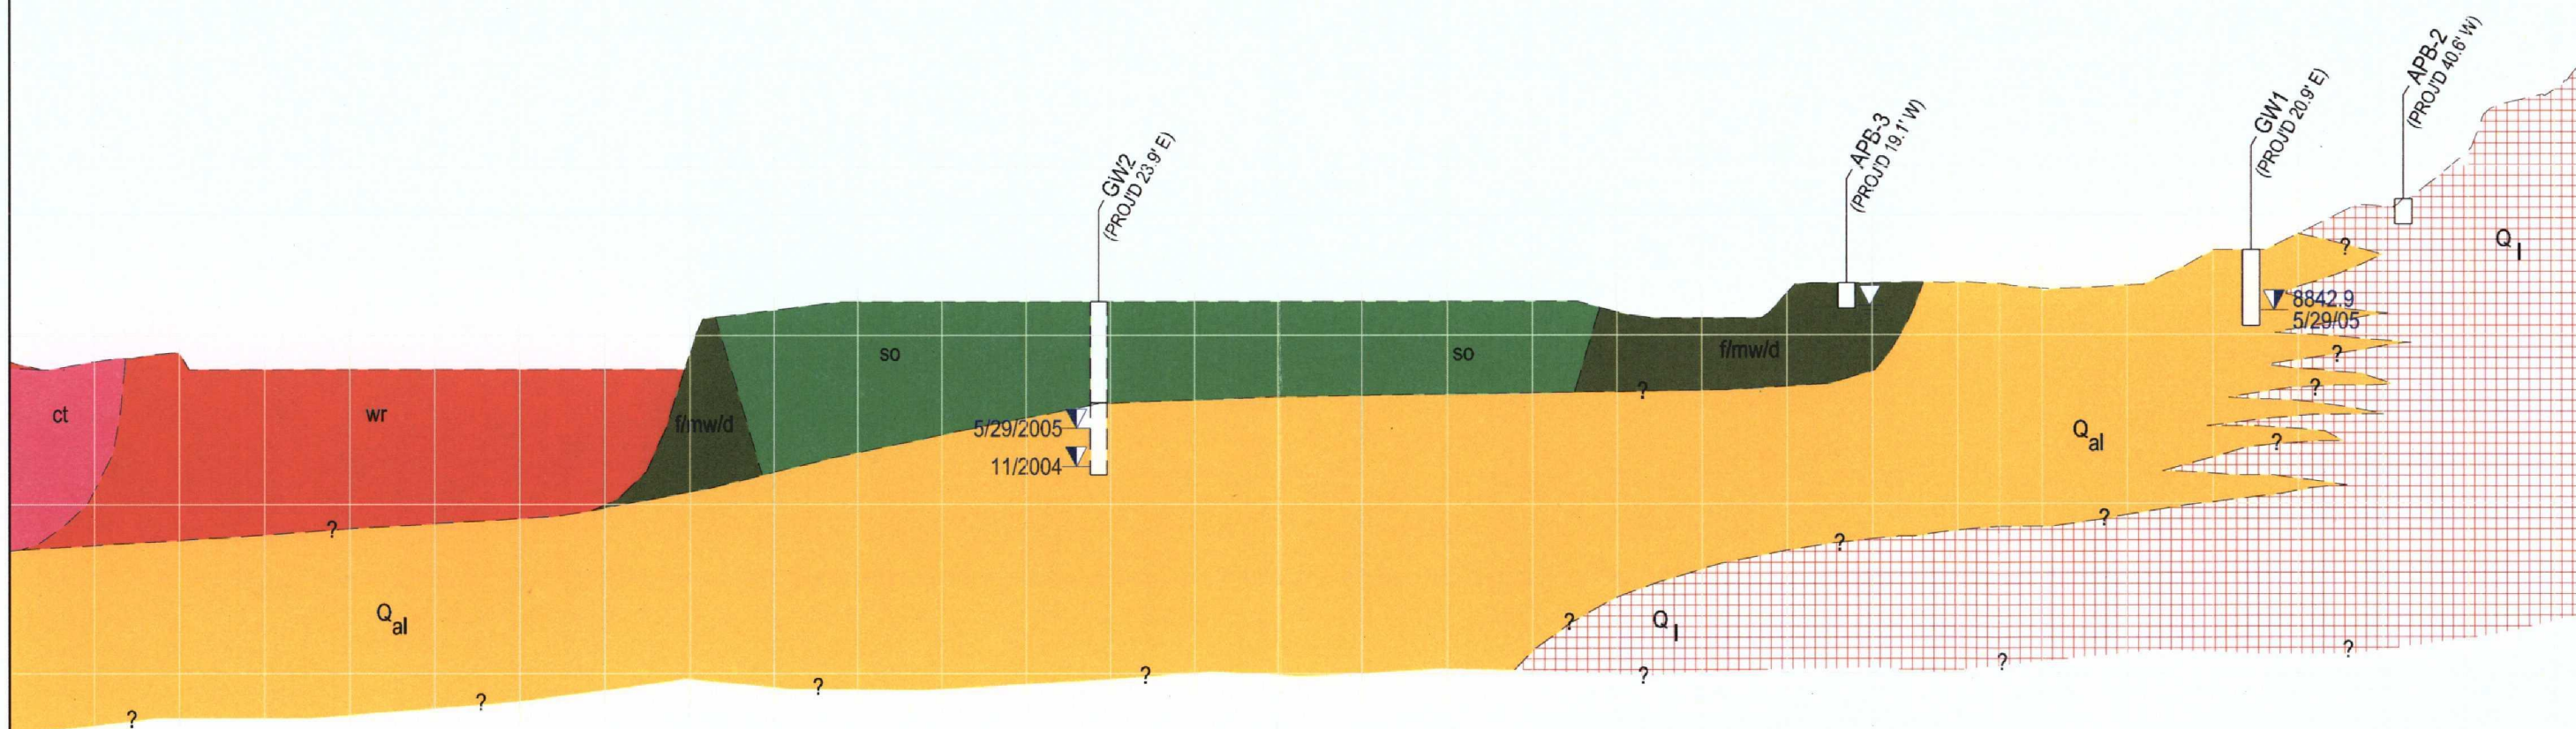 APB-2
(PROJ'D 40.6' W)
GW1
(PROJ'D 20.9' E)
APB-3
(PROJ'D 19.1' W)
GW2
(PROJ'D 23.9' E)
Ql
?
8842.9
5/29/05
?
?
?
so
so
f/mw/d
?
ct
wr
f/mw/d
5/29/2005
11/2004
Qal
?
?
?
Qal
?
Ql
?
?
?
?
?
?
?